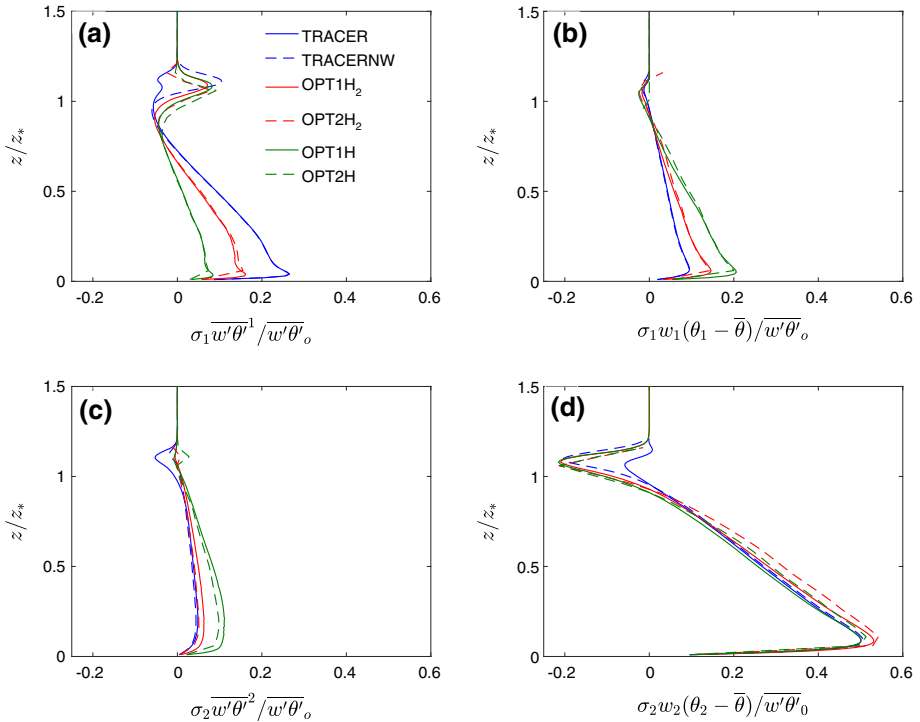 (a)
1.5
1
0.5
0
z/z*
-0.2 0 0.2 0.4 0.6
σ₁w′θ′¹/w′θ′ₒ
TRACER
TRACERNW
OPT1H₂
OPT2H₂
OPT1H
OPT2H
(b)
1.5
1
0.5
0
z/z*
-0.2 0 0.2 0.4 0.6
σ₁w₁(θ₁ − θ̅)/w′θ′ₒ
(c)
1.5
1
0.5
0
z/z*
-0.2 0 0.2 0.4 0.6
σ₂w′θ′²/w′θ′ₒ
(d)
1.5
1
0.5
0
z/z*
-0.2 0 0.2 0.4 0.6
σ₂w₂(θ₂ − θ̅)/w′θ′₀